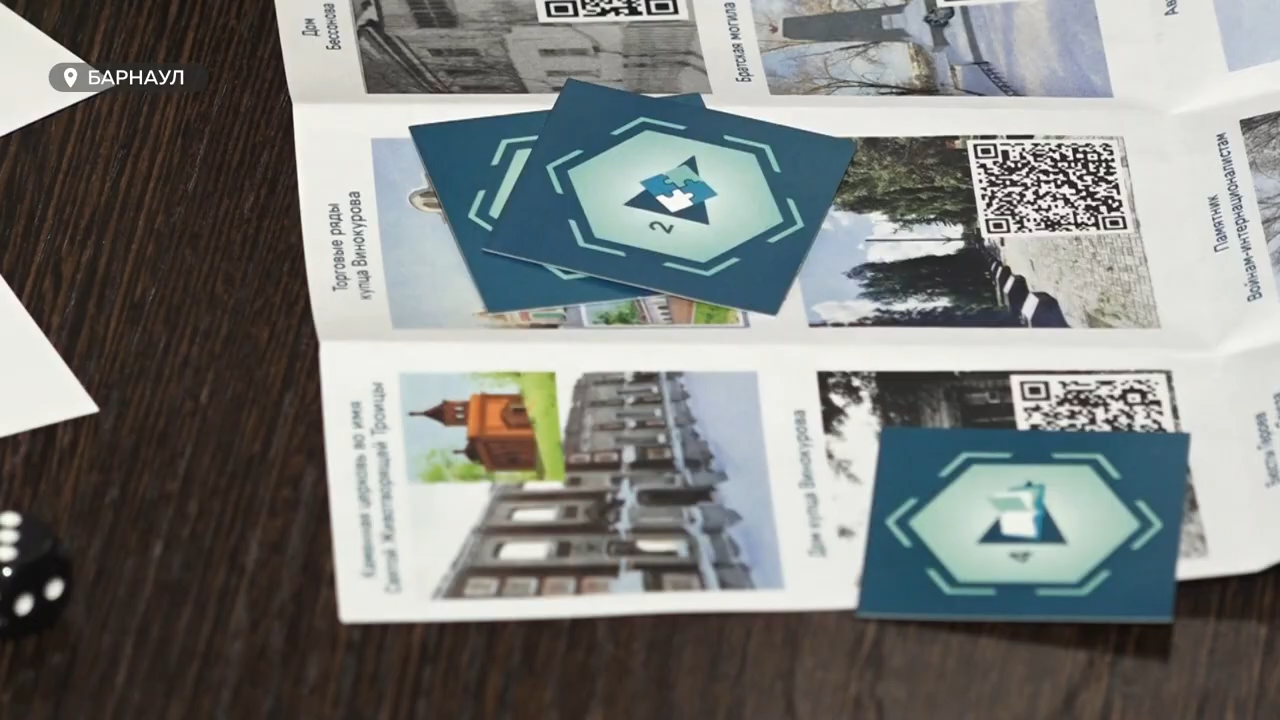 БАРНАУЛ
Дом
Бессонова
Братская могила
Торговые ряды
купца Винокурова
2
Памятник
Воинам-интернационалистам
Каменная церковь во имя
Святой Живоначальной Троицы
Дом купца Винокурова